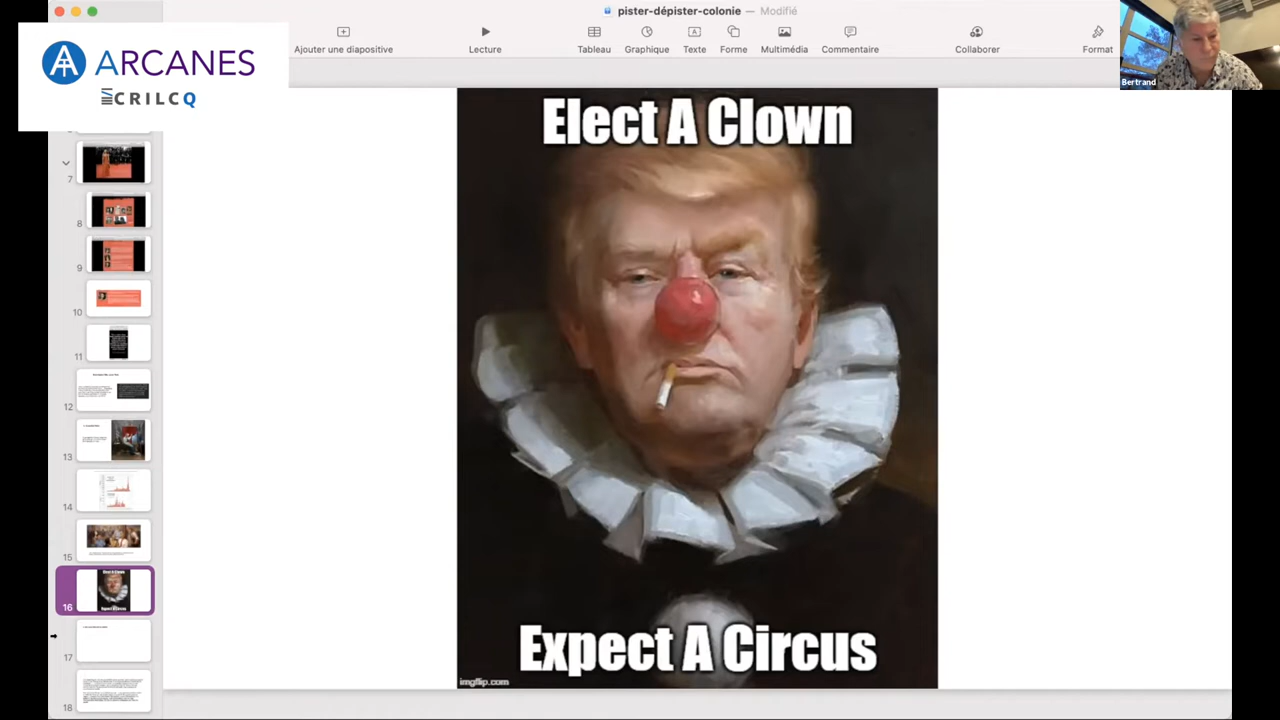 pister-dépister-colonie — Modifié
Ajouter une diapositive
Lecture
Tableau
Graphique
Texte
Forme
Multimédia
Commentaire
Collaborer
Format
Bertrand
ARCANES
CRILCQ
7
8
9
10
11
12
13
14
15
16
17
18
Elect A Clown
Expect A Circus
imgflip.com